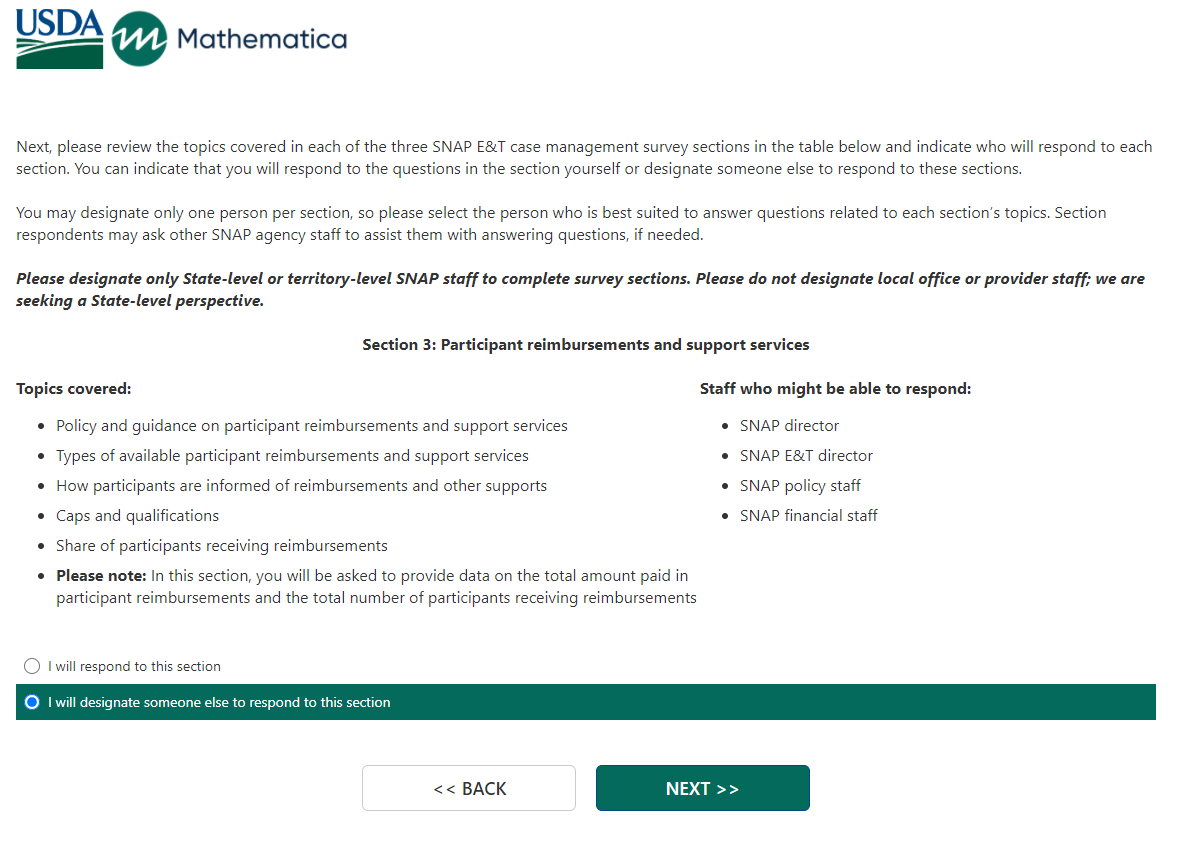 USDA Mathematica
Next, please review the topics covered in each of the three SNAP E&T case management survey sections in the table below and indicate who will respond to each
section. You can indicate that you will respond to the questions in the section yourself or designate someone else to respond to these sections.
You may designate only one person per section, so please select the person who is best suited to answer questions related to each section's topics. Section
respondents may ask other SNAP agency staff to assist them with answering questions, if needed.
Please designate only State-level or territory-level SNAP staff to complete survey sections. Please do not designate local office or provider staff; we are
seeking a State-level perspective.
Section 3: Participant reimbursements and support services
Topics covered:
• Policy and guidance on participant reimbursements and support services
• Types of available participant reimbursements and support services
• How participants are informed of reimbursements and other supports
• Caps and qualifications
• Share of participants receiving reimbursements
• Please note: In this section, you will be asked to provide data on the total amount paid in
participant reimbursements and the total number of participants receiving reimbursements
Staff who might be able to respond:
• SNAP director
• SNAP E&T director
• SNAP policy staff
• SNAP financial staff
I will respond to this section
I will designate someone else to respond to this section
<< BACK
NEXT >>